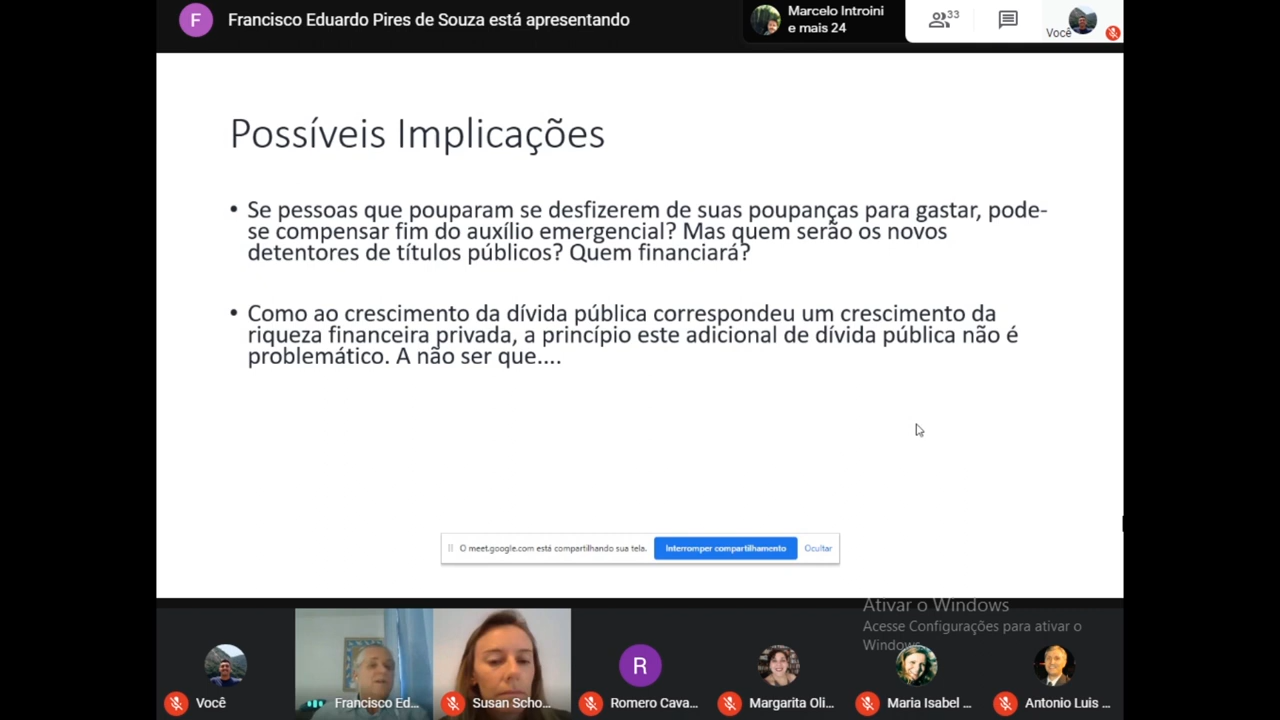 F
Francisco Eduardo Pires de Souza está apresentando
Marcelo Introini
e mais 24
33
Você
Possíveis Implicações
• Se pessoas que pouparam se desfizerem de suas poupanças para gastar, pode-
se compensar fim do auxílio emergencial? Mas quem serão os novos
detentores de títulos públicos? Quem financiará?
• Como ao crescimento da dívida pública correspondeu um crescimento da
riqueza financeira privada, a princípio este adicional de dívida pública não é
problemático. A não ser que....
O meet.google.com está compartilhando sua tela.
Interromper compartilhamento
Ocultar
Ativar o Windows
Acesse Configurações para ativar o
Windows.
R
Você
Francisco Ed...
Susan Scho...
Romero Cava...
Margarita Oli...
Maria Isabel ...
Antonio Luis ...